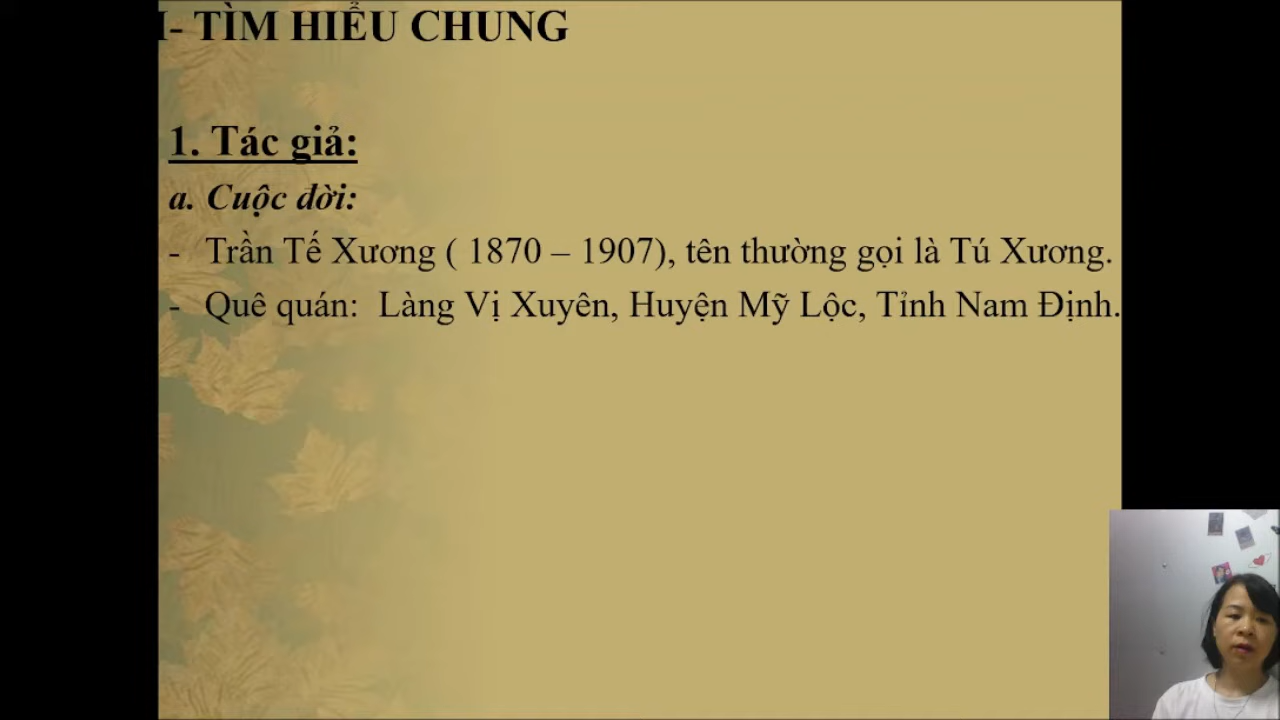 I- TÌM HIỂU CHUNG
1. Tác giả:
a. Cuộc đời:
- Trần Tế Xương ( 1870 – 1907), tên thường gọi là Tú Xương.
- Quê quán: Làng Vị Xuyên, Huyện Mỹ Lộc, Tỉnh Nam Định.